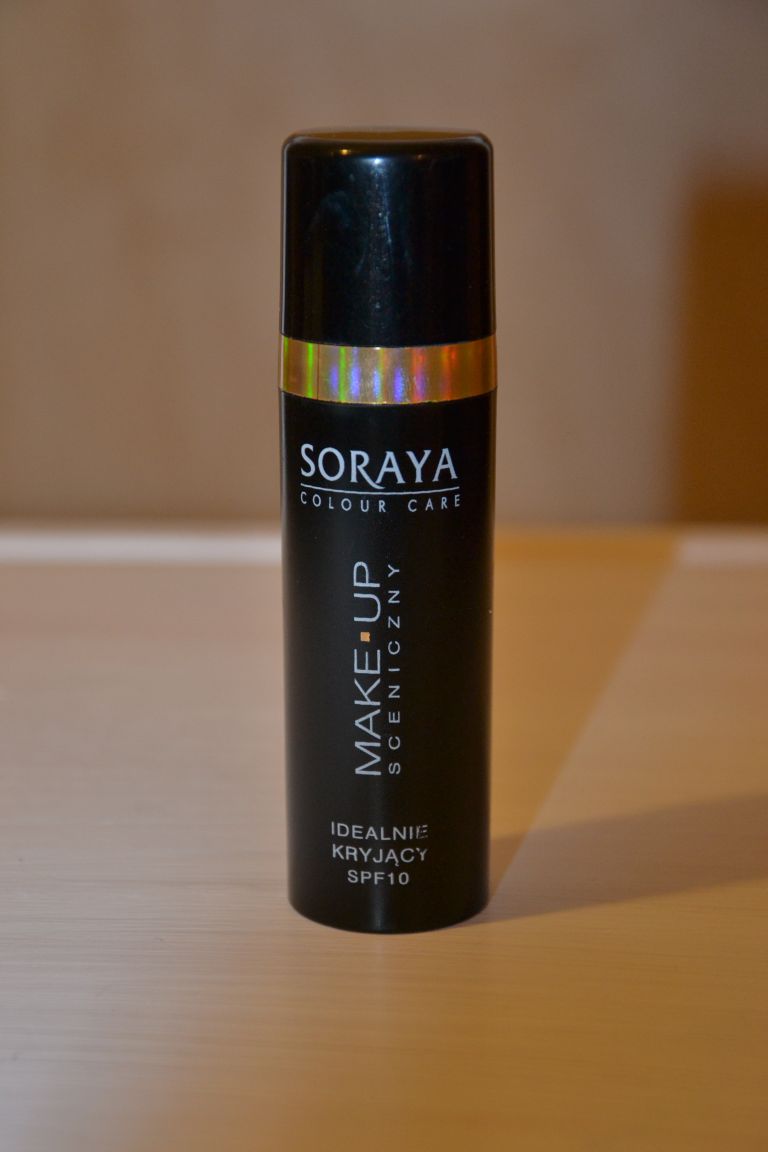 SORAYA
COLOUR CARE
MAKE·UP
SCENICZNY
IDEALNIE
KRYJĄCY
SPF10